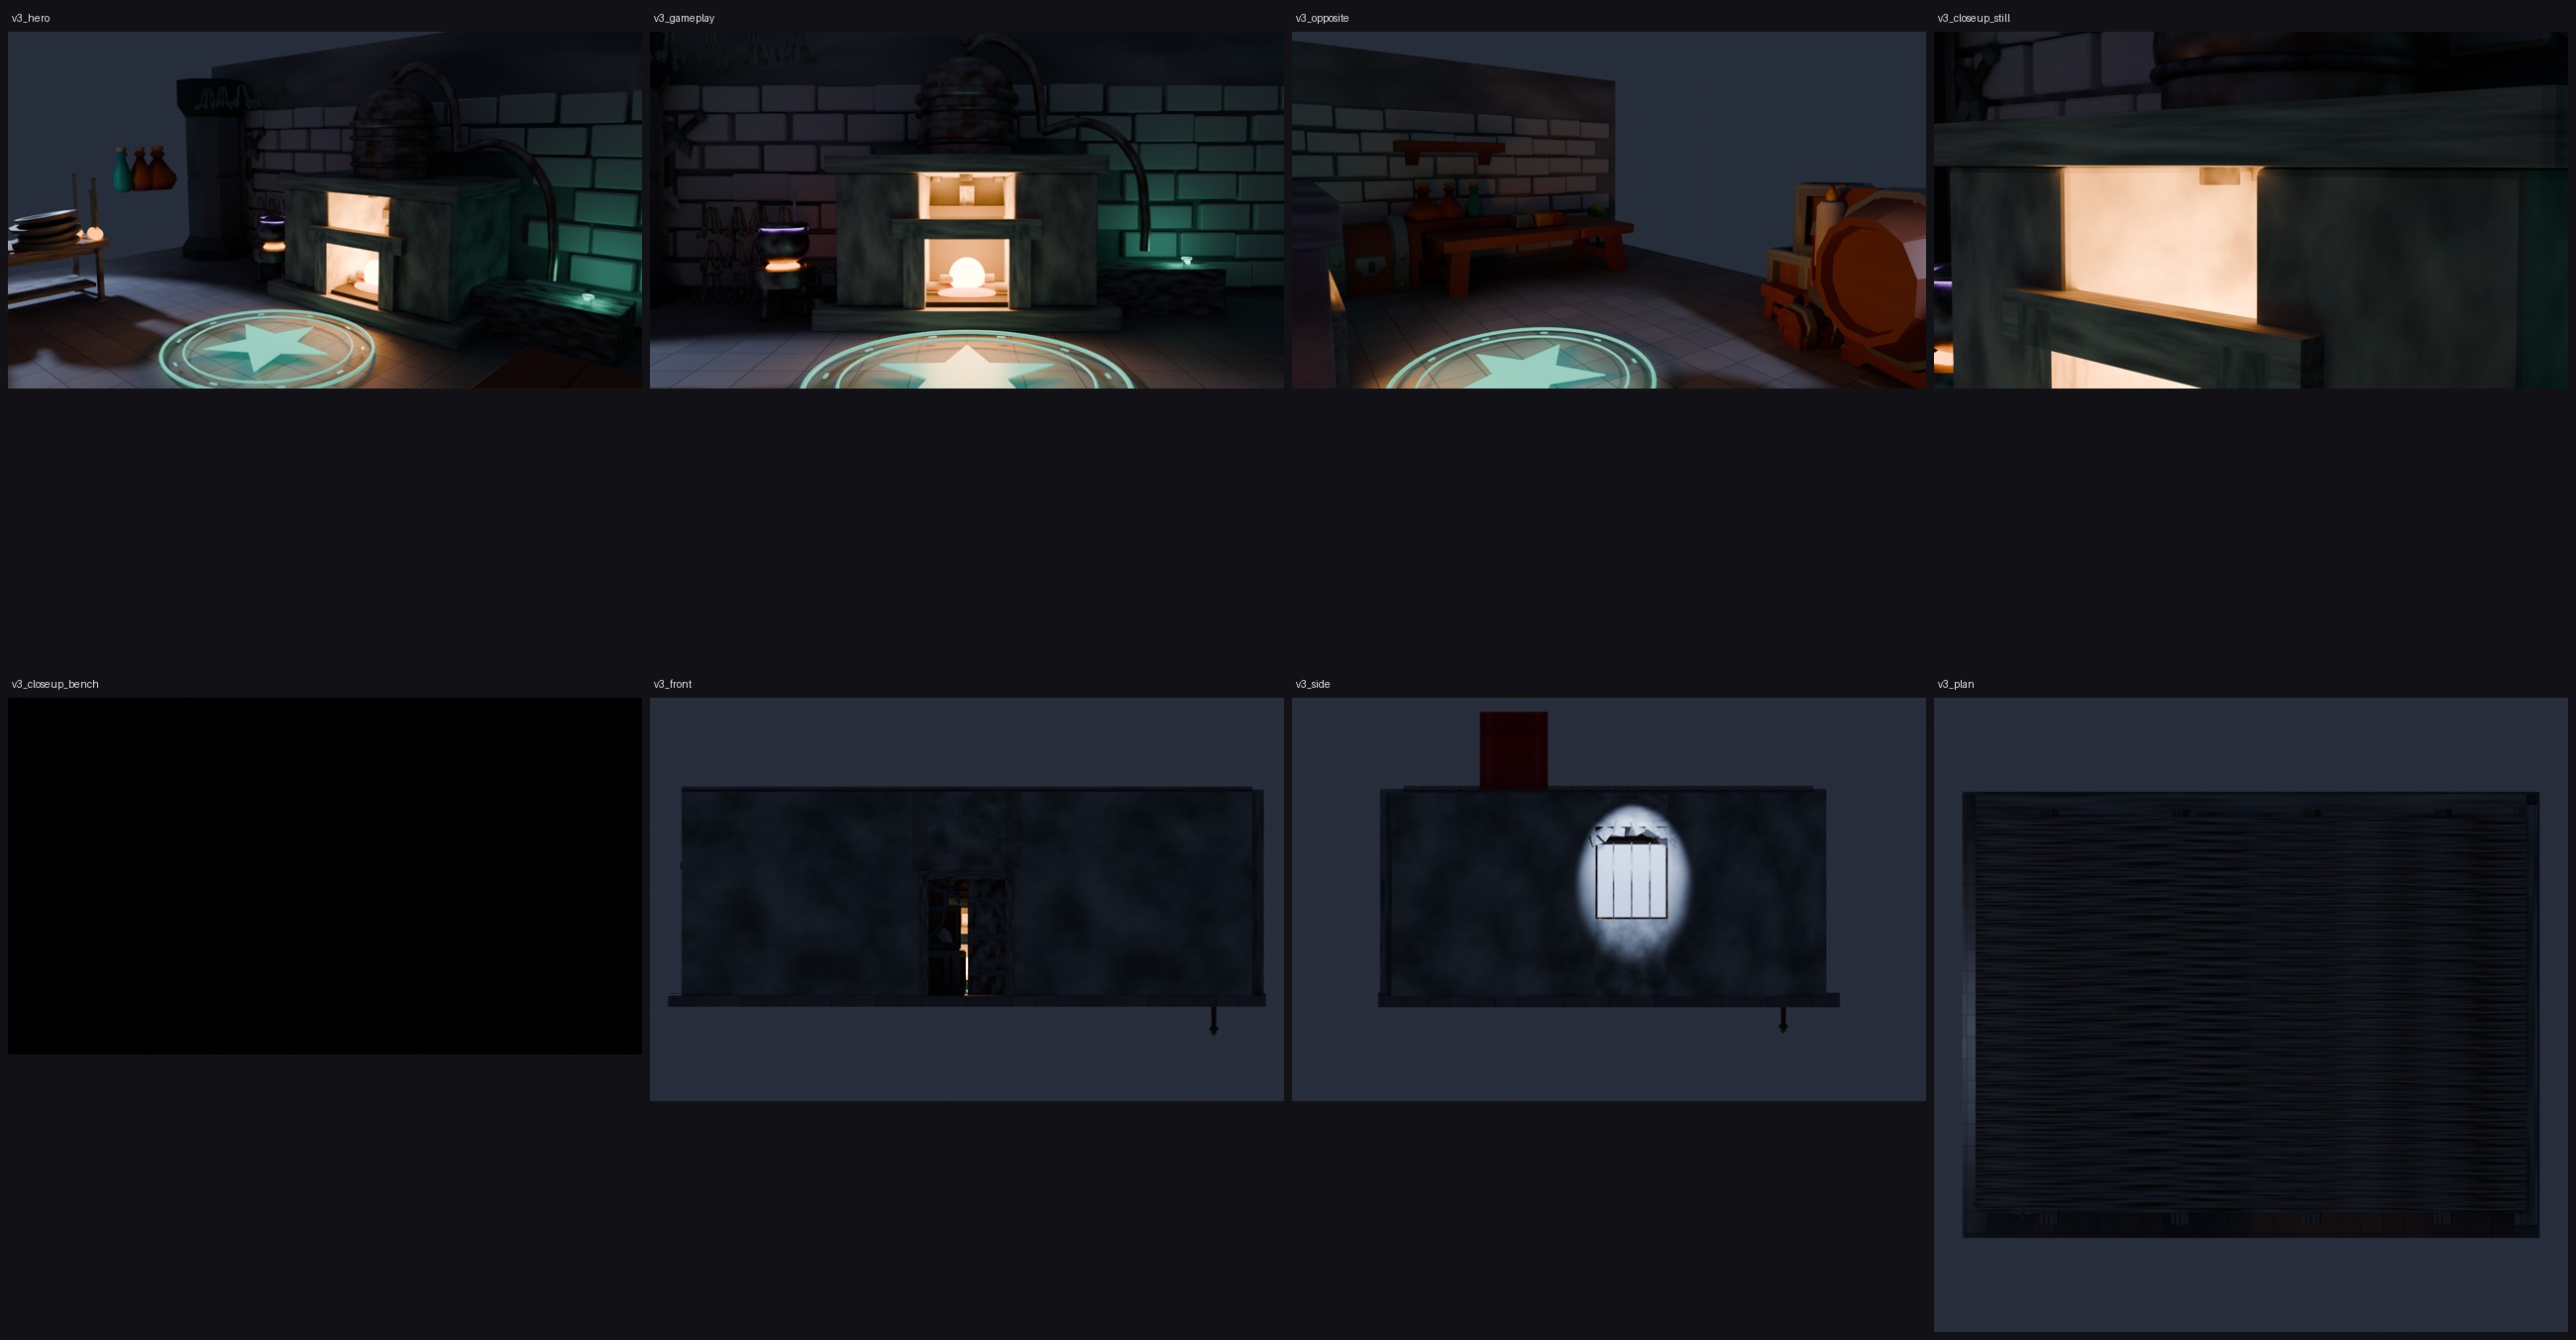 v3_hero
v3_gameplay
v3_opposite
v3_closeup_still
v3_closeup_bench
v3_front
v3_side
v3_plan